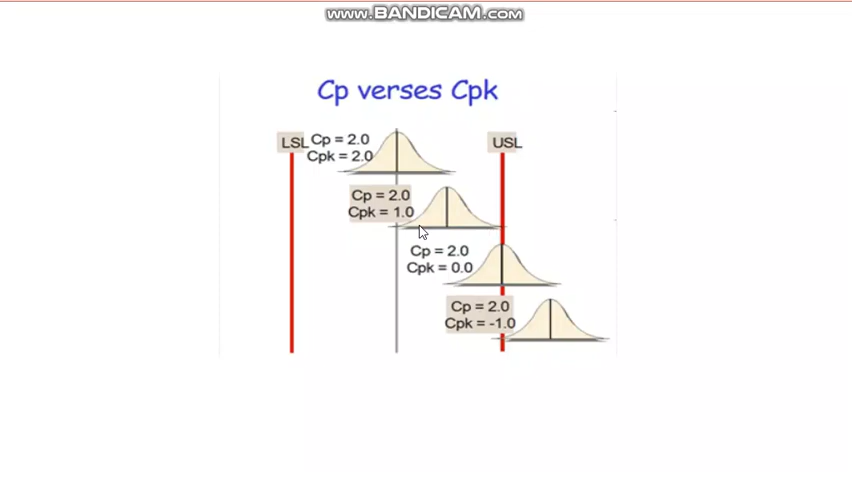 www.BANDICAM.com
Cp verses Cpk
LSL
Cp = 2.0
Cpk = 2.0
USL
Cp = 2.0
Cpk = 1.0
Cp = 2.0
Cpk = 0.0
Cp = 2.0
Cpk = -1.0